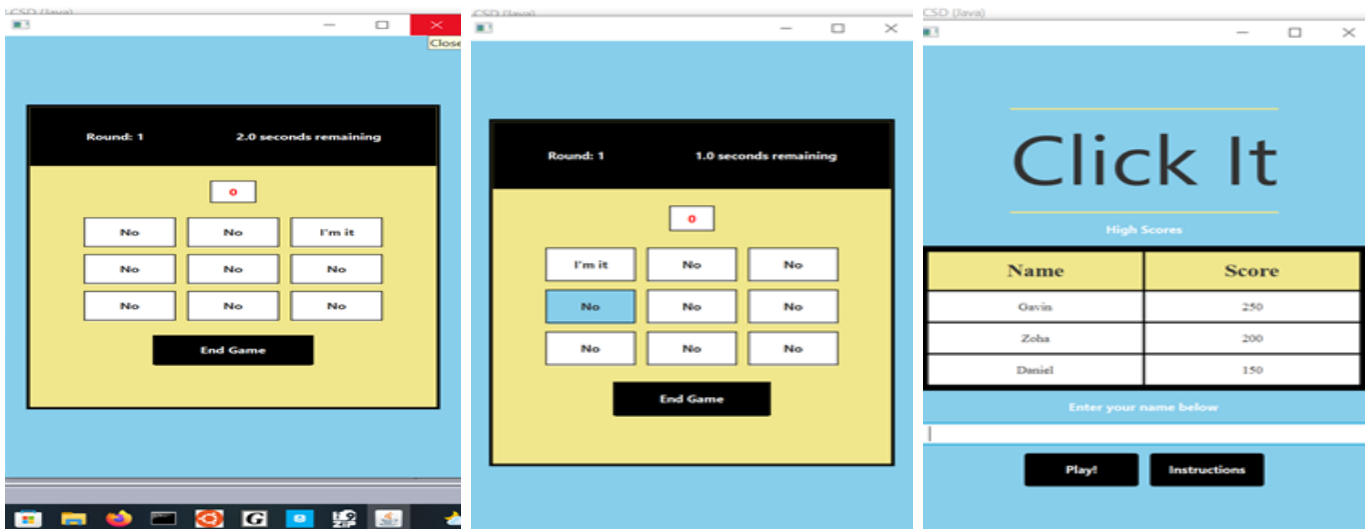 CSD (Java)
Close
Round: 1 2.0 seconds remaining
0
No No I'm it
No No No
No No No
End Game
G
ZIP
CSD (Java)
Round: 1 1.0 seconds remaining
0
I'm it No No
No No No
No No No
End Game
CSD (Java)
Click It
High Scores
Name Score
Gavin 250
Zoha 200
Daniel 150
Enter your name below
Play! Instructions